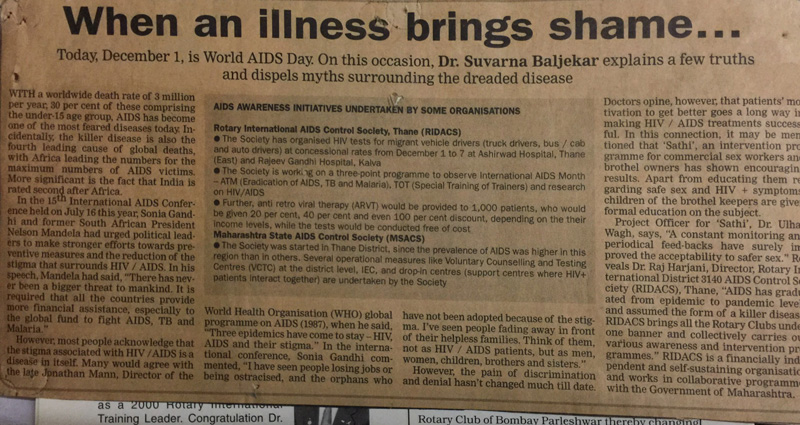 When an illness brings shame...
Today, December 1, is World AIDS Day. On this occasion, Dr. Suvarna Baljekar explains a few truths
and dispels myths surrounding the dreaded disease
WITH a worldwide death rate of 3 million
per year, 30 per cent of these comprising
the under-15 age group, AIDS has become
one of the most feared diseases today. In-
cidentally, the killer disease is also the
fourth leading cause of global deaths,
with Africa leading the numbers for the
maximum numbers of AIDS victims.
More significant is the fact that India is
rated second after Africa.
In the 15th International AIDS Confer-
ence held on July 16 this year, Sonia Gand-
hi and former South African President
Nelson Mandela had urged political lead-
ers to make stronger efforts towards pre-
ventive measures and the reduction of the
stigma that surrounds HIV / AIDS. In his
speech, Mandela had said, "There has nev-
er been a bigger threat to mankind. It is
required that all the countries provide
more financial assistance, especially to
the global fund to fight AIDS, TB and
Malaria."
However, most people acknowledge that
the stigma associated with HIV / AIDS is a
disease in itself. Many would agree with
the late Jonathan Mann, Director of the
AIDS AWARENESS INITIATIVES UNDERTAKEN BY SOME ORGANISATIONS
Rotary International AIDS Control Society, Thane (RIDACS)
● The Society has organised HIV tests for migrant vehicle drivers (truck drivers, bus / cab
and auto drivers) at concessional rates from December 1 to 7 at Ashirwad Hospital, Thane
(East) and Rajeev Gandhi Hospital, Kalva
● The Society is working on a three-point programme to observe International AIDS Month
– ATM (Eradication of AIDS, TB and Malaria), TOT (Special Training of Trainers) and research
on HIV/AIDS
● Further, anti retro viral therapy (ARVT) would be provided to 1,000 patients, who would
be given 20 per cent, 40 per cent and even 100 per cent discount, depending on their
income levels, while the tests would be conducted free of cost
Maharashtra State AIDS Control Society (MSACS)
● The Society was started in Thane District, since the prevalence of AIDS was higher in this
region than in others. Several operational measures like Voluntary Counselling and Testing
Centres (VCTC) at the district level, IEC, and drop-in centres (support centres where HIV+
patients interact together) are undertaken by the Society
World Health Organisation (WHO) global
programme on AIDS (1987), when he said,
"Three epidemics have come to stay – HIV,
AIDS and their stigma." In the interna-
tional conference, Sonia Gandhi com-
mented, "I have seen people losing jobs or
being ostracised, and the orphans who
have not been adopted because of the stig-
ma. I've seen people fading away in front
of their helpless families. Think of them,
not as HIV / AIDS patients, but as men,
women, children, brothers and sisters."
However, the pain of discrimination
and denial hasn't changed much till date.
Doctors opine, however, that patients' mo
tivation to get better goes a long way i
making HIV / AIDS treatments success
ful. In this connection, it may be men
tioned that 'Sathi', an intervention pro
gramme for commercial sex workers an
brothel owners has shown encouragi
results. Apart from educating them re
garding safe sex and HIV + symptoms
children of the brothel keepers are give
formal education on the subject.
Project Officer for 'Sathi', Dr. Ulha
Wagh, says, "A constant monitoring an
periodical feed-backs have surely im
proved the acceptability to safer sex." R
veals Dr. Raj Harjani, Director, Rotary In
ternational District 3140 AIDS Control So
ciety (RIDACS), Thane, "AIDS has grad
ated from epidemic to pandemic leve
and assumed the form of a killer diseas
RIDACS brings all the Rotary Clubs unde
one banner and collectively carries o
various awareness and intervention pr
grammes." RIDACS is a financially ind
pendent and self-sustaining organisatio
and works in collaborative programme
with the Government of Maharashtra.
as a 2000 Rotary International
Training Leader. Congratulation Dr.
Rotary Club of Bombay Parleshwar thereby changing